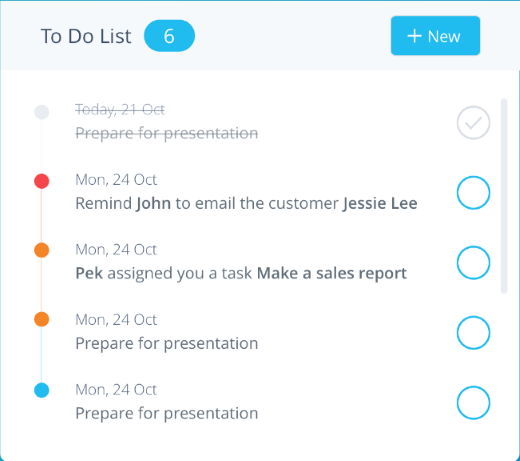 To Do List 6 + New
Today, 21 Oct
Prepare for presentation
Mon, 24 Oct
Remind John to email the customer Jessie Lee
Mon, 24 Oct
Pek assigned you a task Make a sales report
Mon, 24 Oct
Prepare for presentation
Mon, 24 Oct
Prepare for presentation